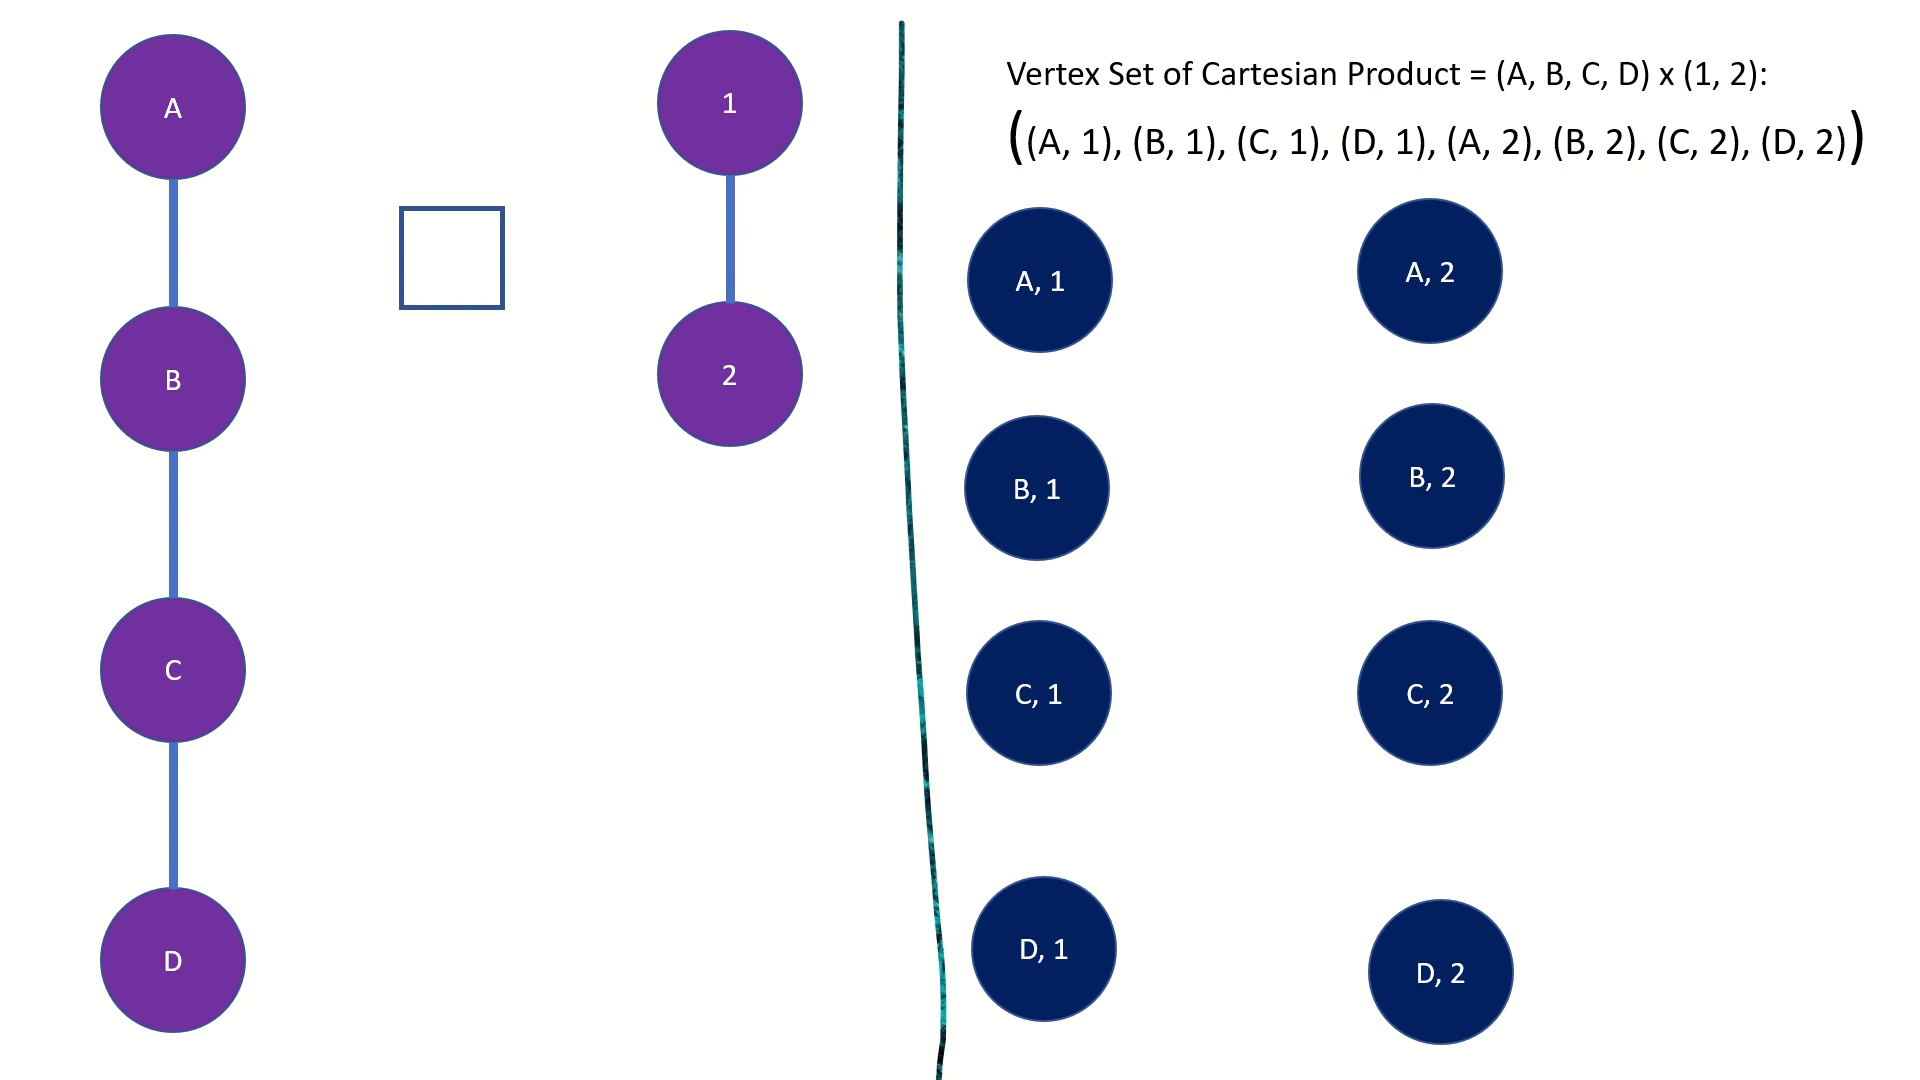 A
B
C
D
1
2
Vertex Set of Cartesian Product = (A, B, C, D) x (1, 2):
((A, 1), (B, 1), (C, 1), (D, 1), (A, 2), (B, 2), (C, 2), (D, 2))
A, 1
A, 2
B, 1
B, 2
C, 1
C, 2
D, 1
D, 2